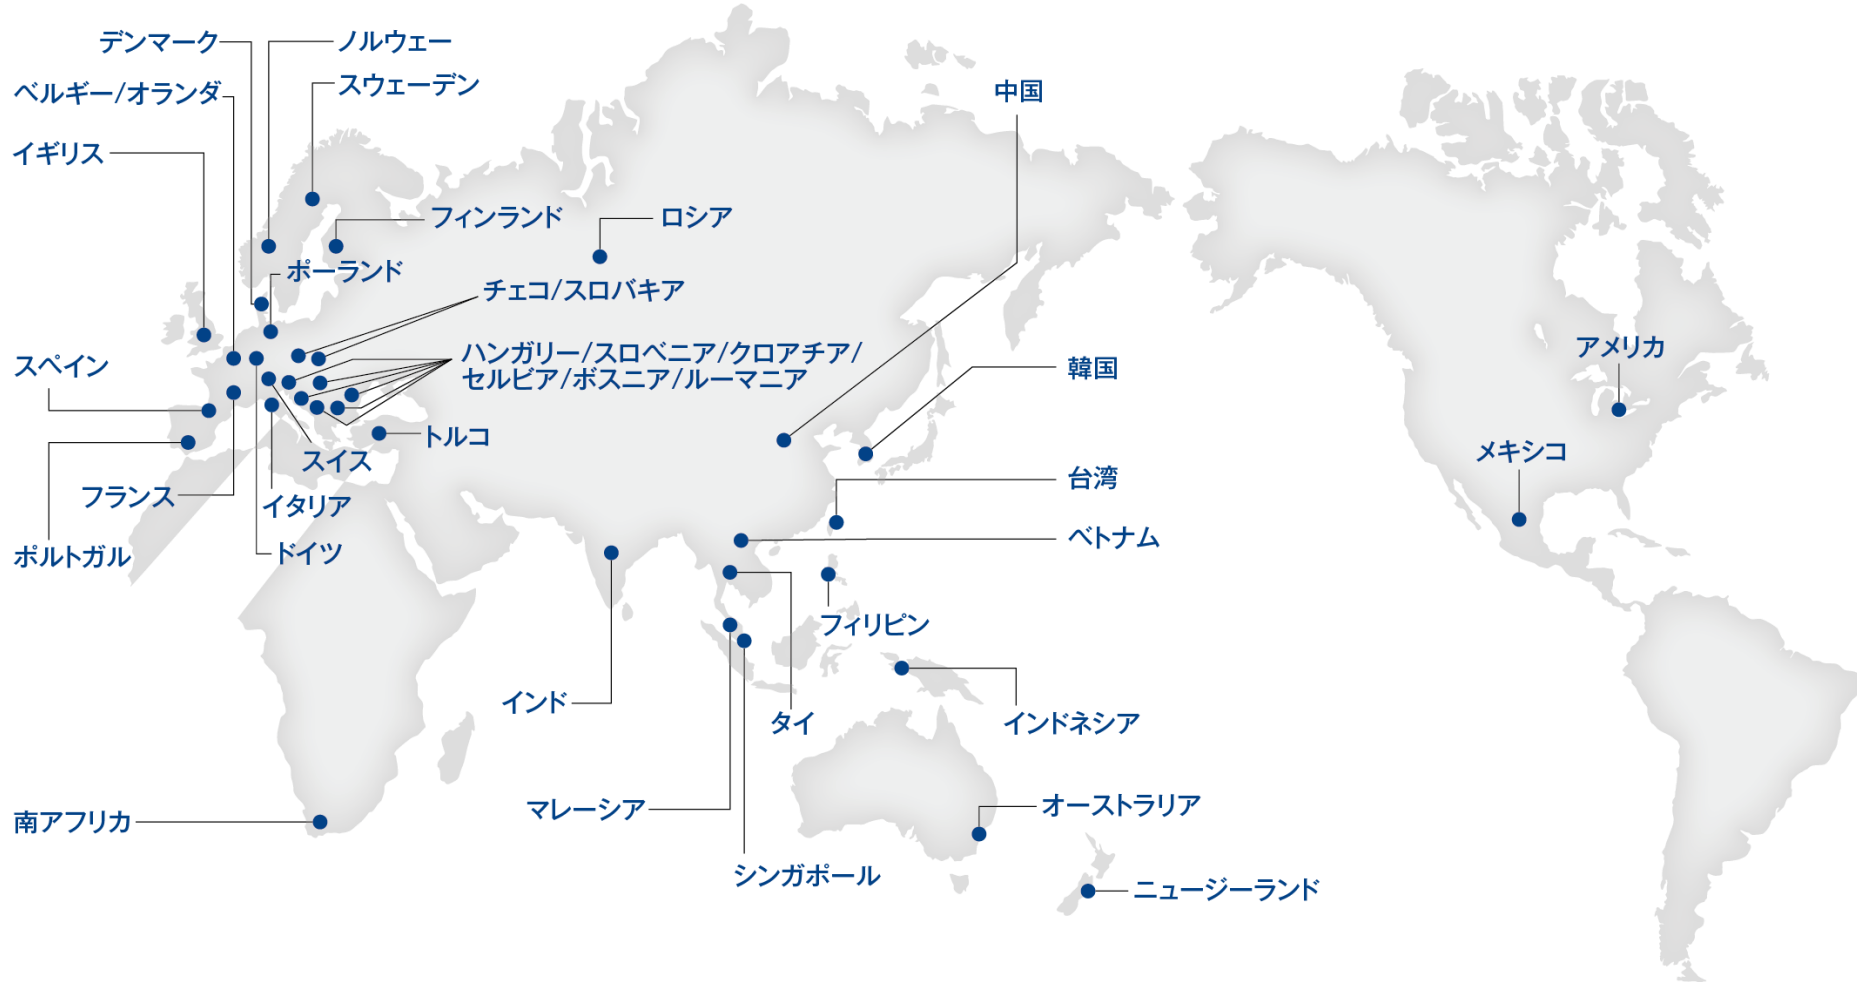 デンマーク
ノルウェー
ベルギー/オランダ
スウェーデン
中国
イギリス
フィンランド
ロシア
ポーランド
チェコ/スロバキア
スペイン
ハンガリー/スロベニア/クロアチア/
セルビア/ボスニア/ルーマニア
韓国
アメリカ
トルコ
メキシコ
スイス
台湾
フランス
イタリア
ポルトガル
ドイツ
ベトナム
フィリピン
インド
タイ
インドネシア
南アフリカ
マレーシア
オーストラリア
シンガポール
ニュージーランド